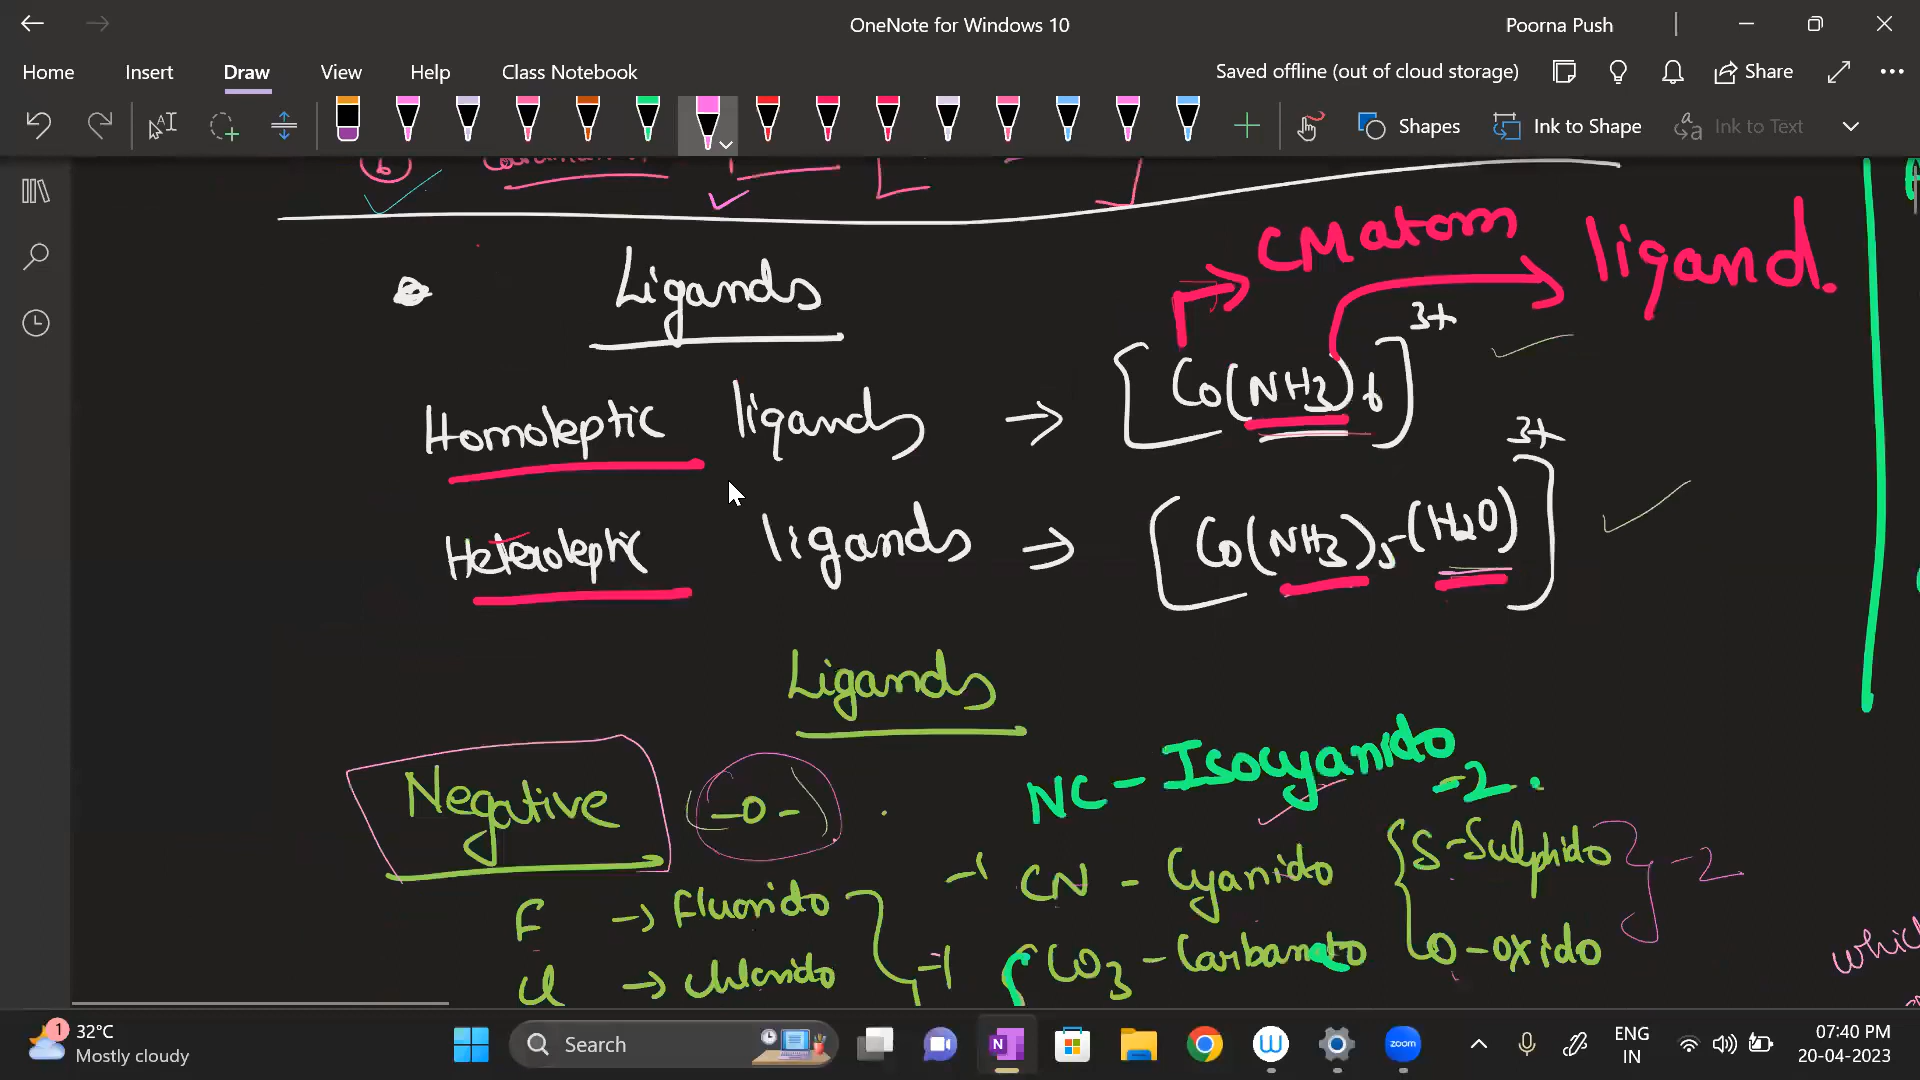 OneNote for Windows 10
Poorna Push
Home Insert Draw View Help Class Notebook
Saved offline (out of cloud storage) Share
Shapes Ink to Shape Ink to Text
CM atom ligand.
Ligands
Homoleptic ligands → [Co(NH3)6]3+
Heteroleptic ligands ⇒ [Co(NH3)5-(H2O)]3+
Ligands
NC - Isocyanido
-2.
Negative (-O-)
-1 CN - Cyanido {S-Sulphido} -2
F → Fluorido
CO3 - Carbanato O-oxido
Cl → chlorido -1
32°C
Mostly cloudy
1
Search
zoom
ENG
IN
07:40 PM
20-04-2023